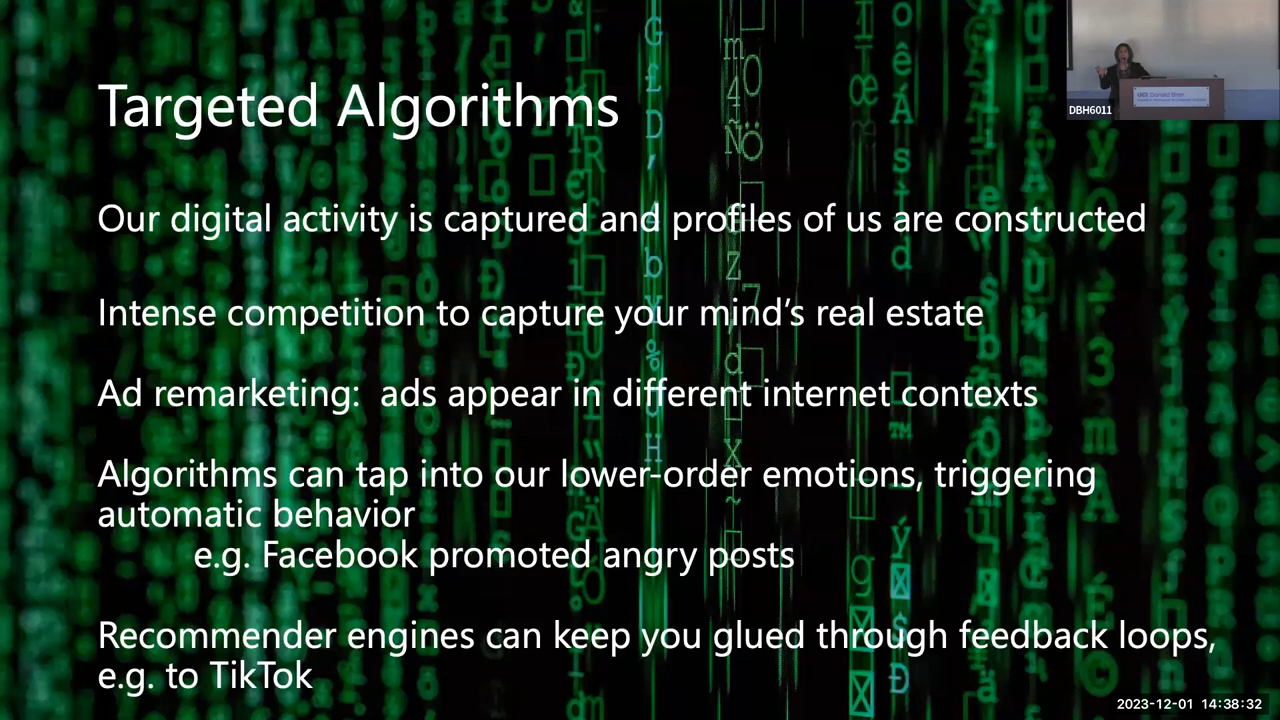 Targeted Algorithms
Our digital activity is captured and profiles of us are constructed
Intense competition to capture your mind’s real estate
Ad remarketing:  ads appear in different internet contexts
Algorithms can tap into our lower-order emotions, triggering
automatic behavior
e.g. Facebook promoted angry posts
Recommender engines can keep you glued through feedback loops,
e.g. to TikTok
DBH6011
UCI Donald Bren
2023-12-01 14:38:32